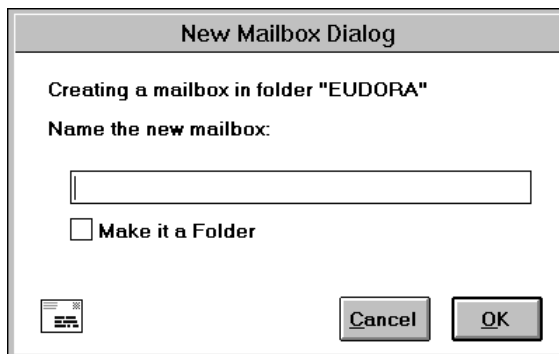 New Mailbox Dialog
Creating a mailbox in folder "EUDORA"
Name the new mailbox:
Make it a Folder
Cancel
OK